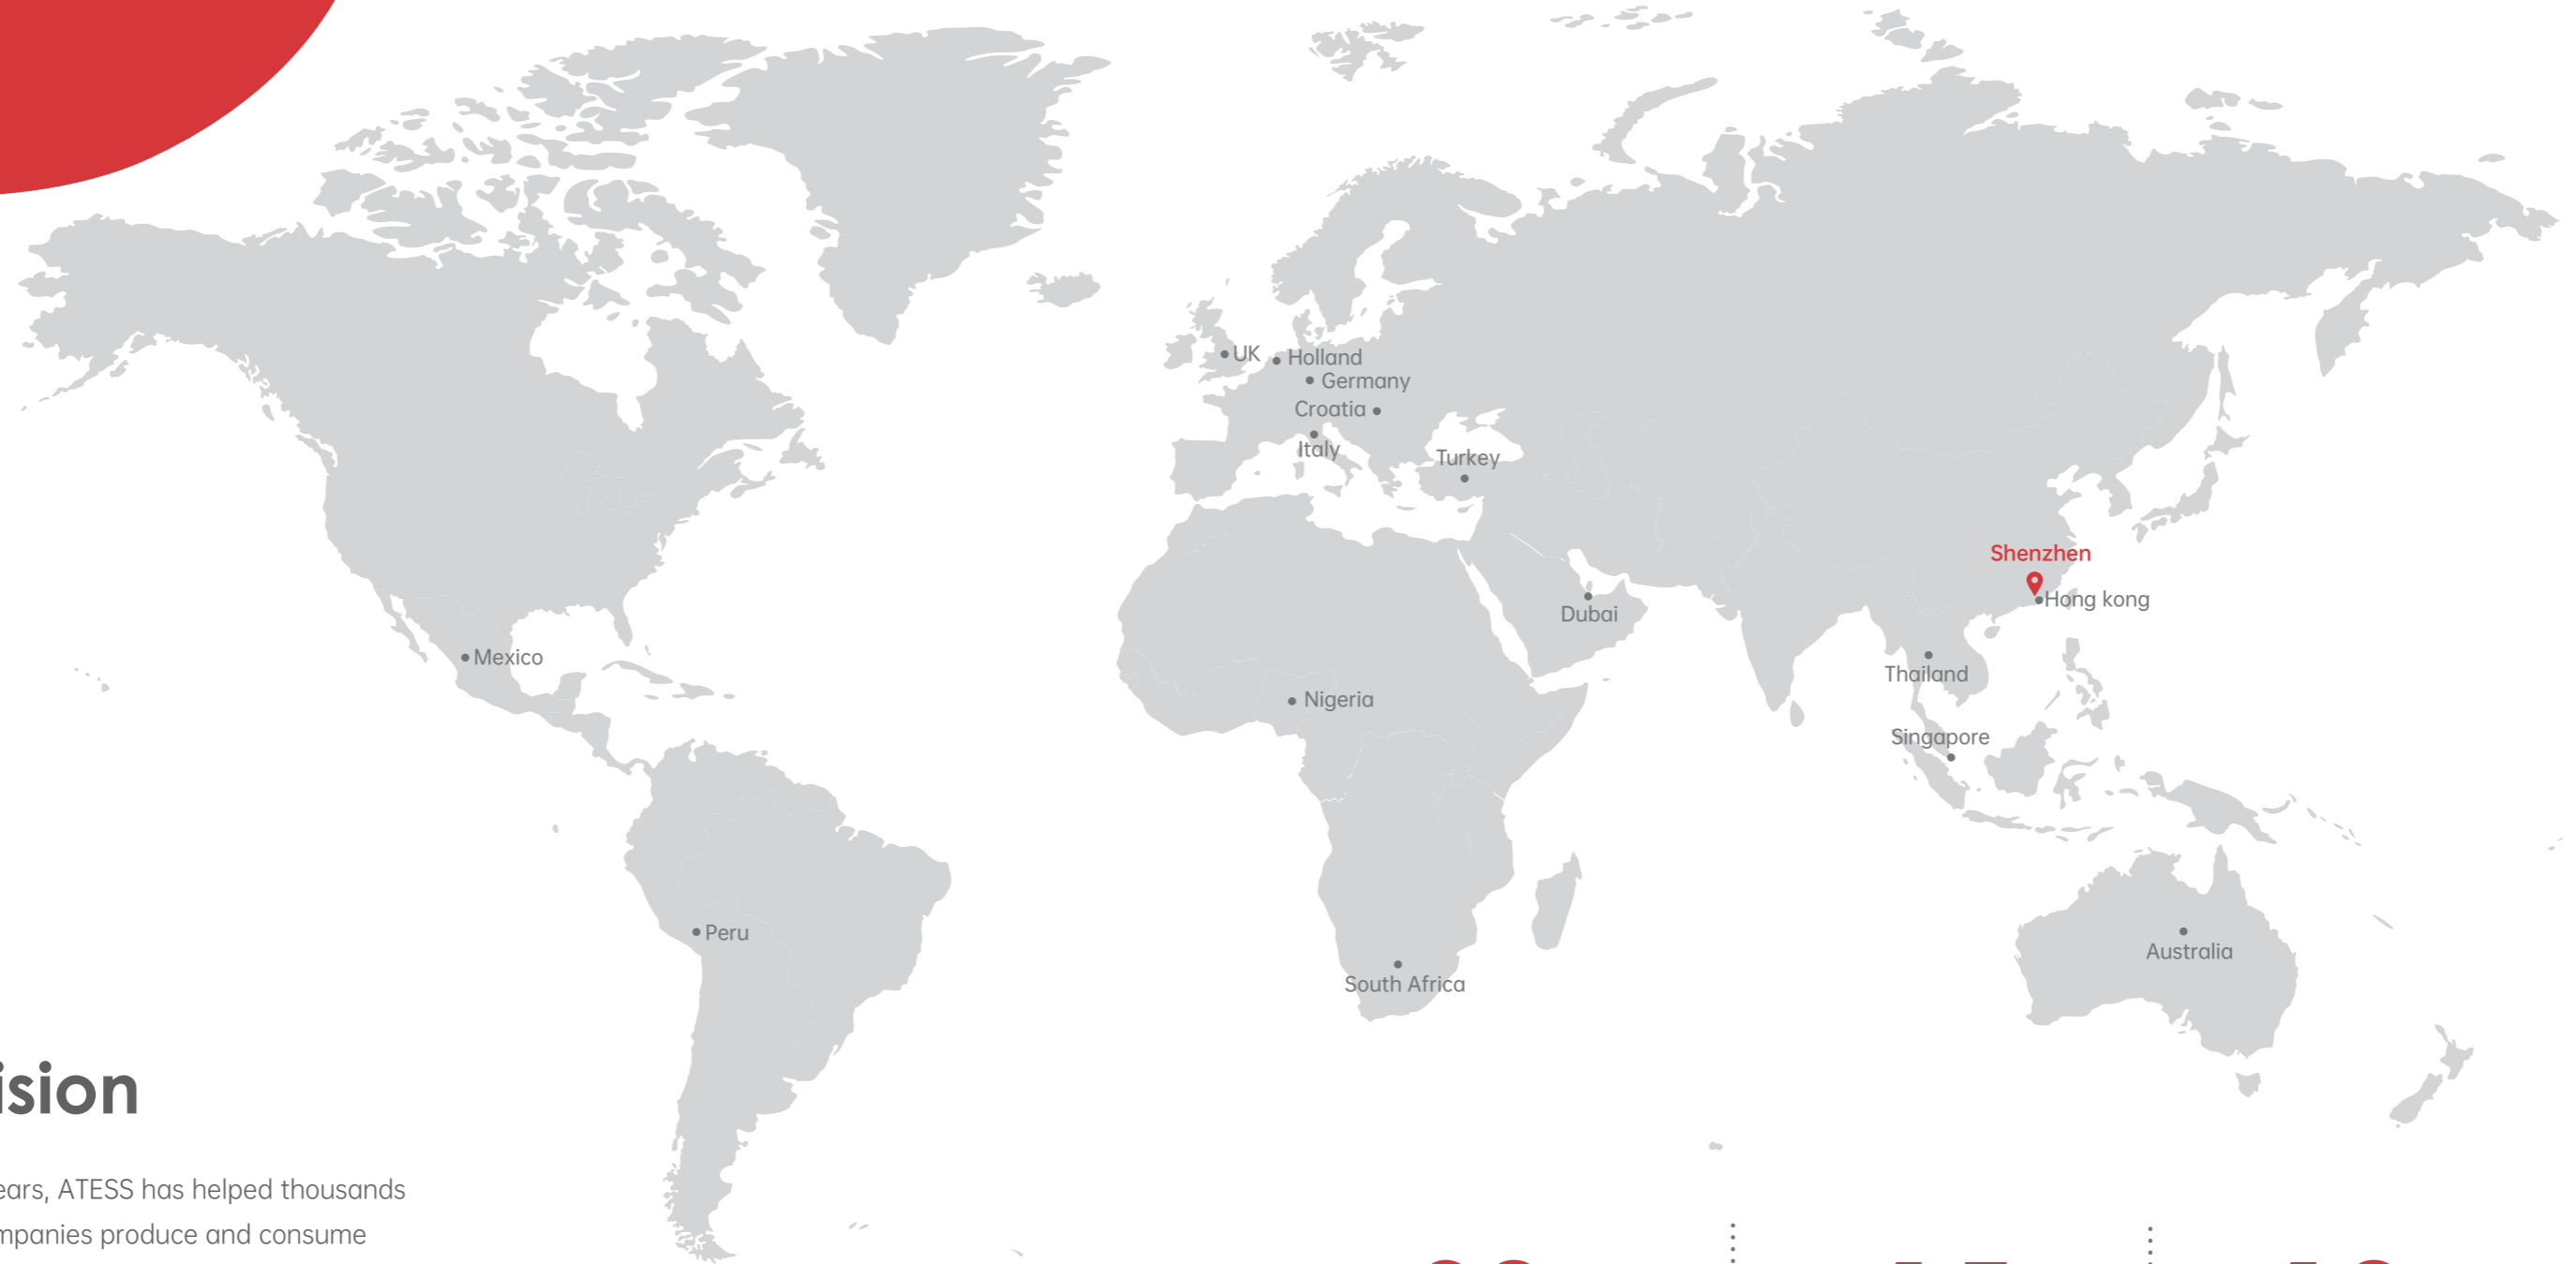 UK
Holland
Germany
Croatia
Italy
Turkey
Shenzhen
Hong kong
Dubai
Mexico
Thailand
Nigeria
Singapore
Peru
Australia
South Africa
ision
ears, ATESS has helped thousands
mpanies produce and consume